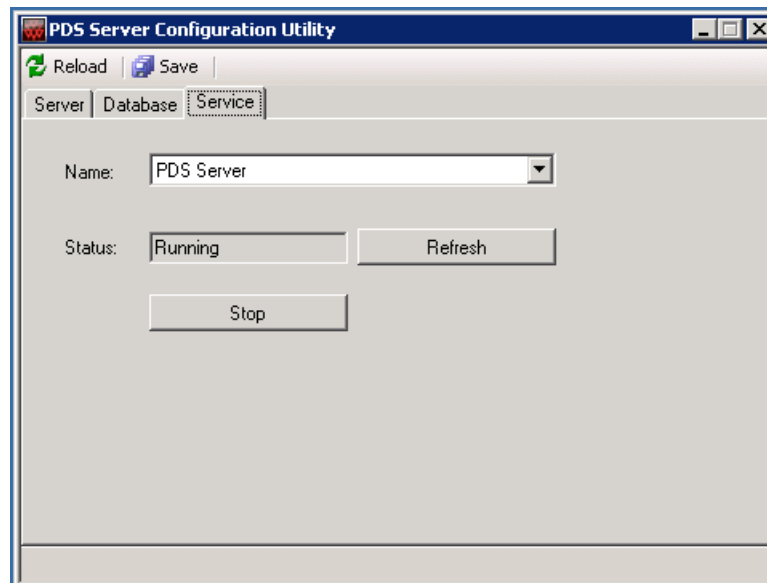 PDS Server Configuration Utility
Reload Save
Server Database Service
Name: PDS Server
Status: Running Refresh
Stop